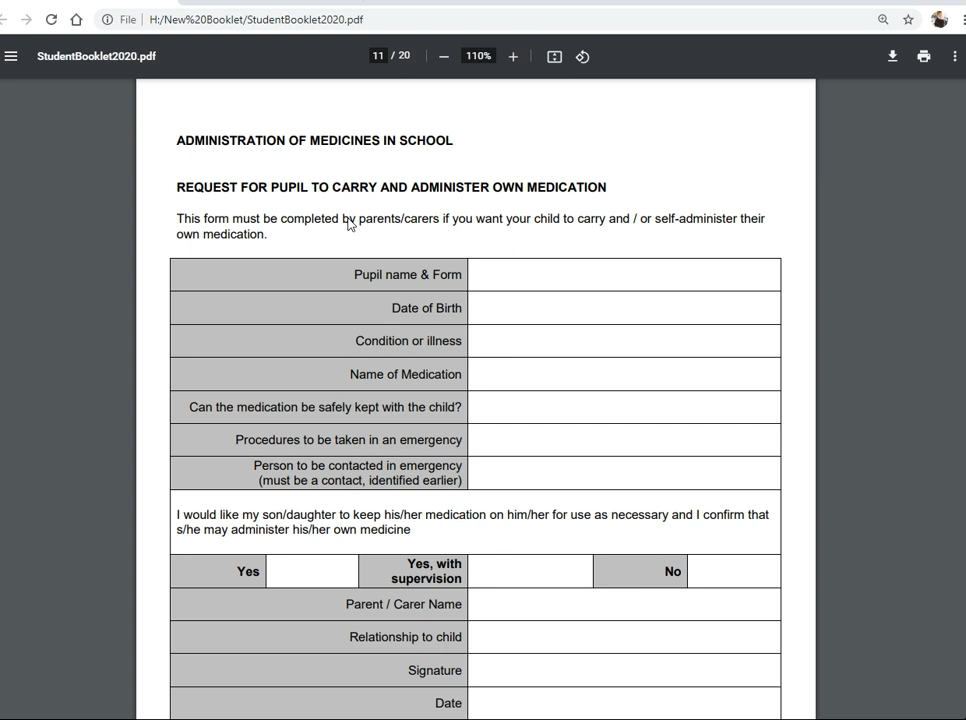 File
H:/New%20Booklet/StudentBooklet2020.pdf
StudentBooklet2020.pdf
11 / 20
110%
ADMINISTRATION OF MEDICINES IN SCHOOL
REQUEST FOR PUPIL TO CARRY AND ADMINISTER OWN MEDICATION
This form must be completed by parents/carers if you want your child to carry and / or self-administer their
own medication.
Pupil name & Form
Date of Birth
Condition or illness
Name of Medication
Can the medication be safely kept with the child?
Procedures to be taken in an emergency
Person to be contacted in emergency
(must be a contact, identified earlier)
I would like my son/daughter to keep his/her medication on him/her for use as necessary and I confirm that
s/he may administer his/her own medicine
Yes
Yes, with
supervision
No
Parent / Carer Name
Relationship to child
Signature
Date